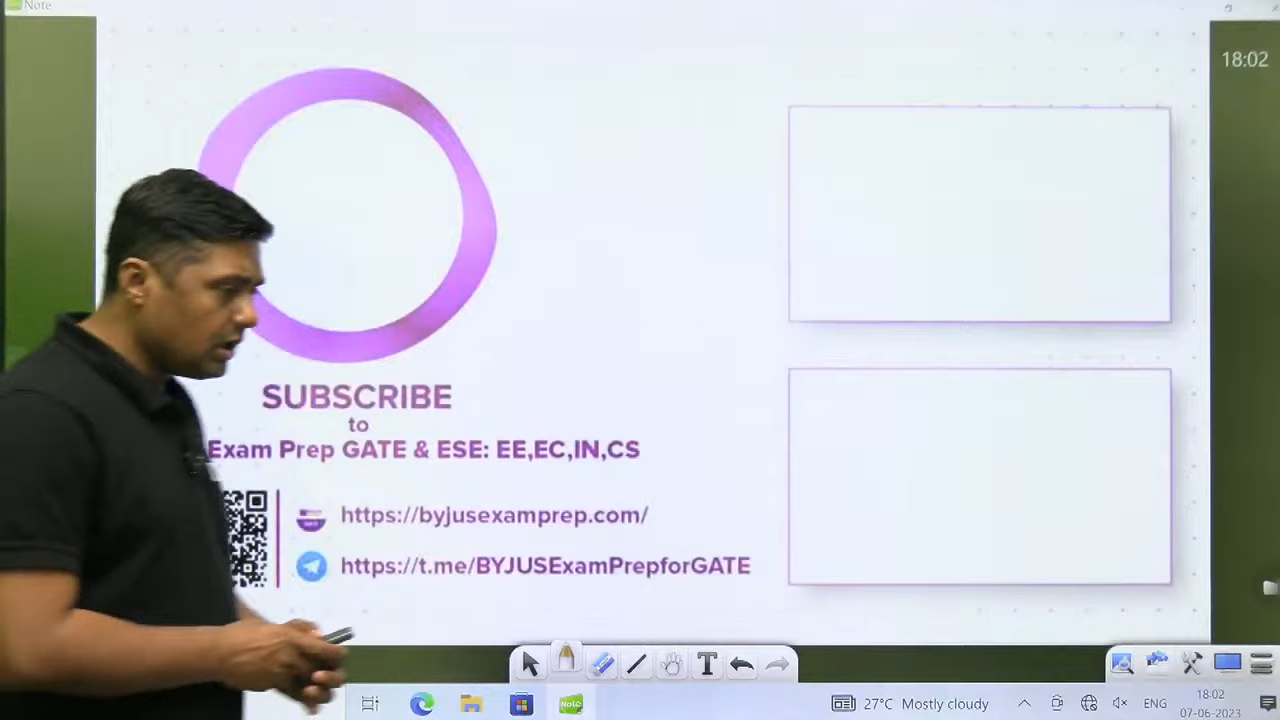 Note
18:02
SUBSCRIBE
to
Exam Prep GATE & ESE: EE,EC,IN,CS
https://byjusexamprep.com/
https://t.me/BYJUSExamPrepforGATE
T
Note
27°C Mostly cloudy
ENG
18:02
07-06-2023